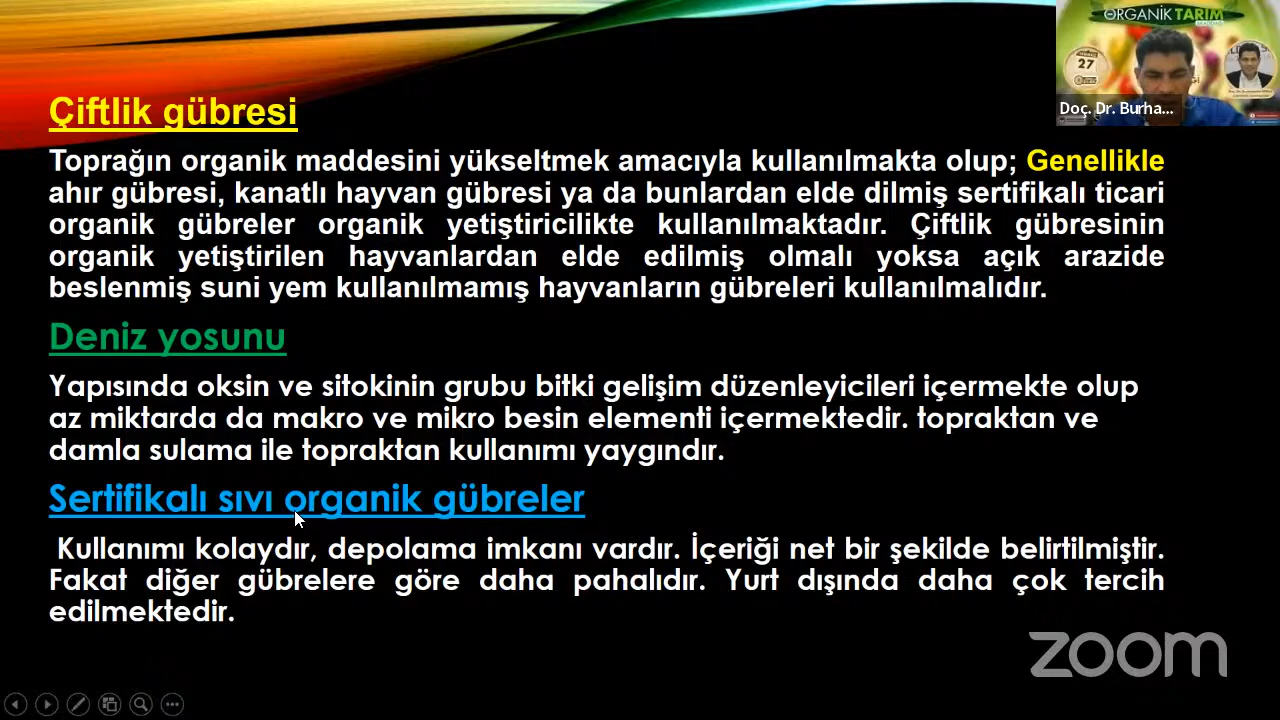 ORGANİK TARIM
27
Doç. Dr. Burha...
Çiftlik gübresi
Toprağın organik maddesini yükseltmek amacıyla kullanılmakta olup; Genellikle
ahır gübresi, kanatlı hayvan gübresi ya da bunlardan elde dilmiş sertifikalı ticari
organik gübreler organik yetiştiricilikte kullanılmaktadır. Çiftlik gübresinin
organik yetiştirilen hayvanlardan elde edilmiş olmalı yoksa açık arazide
beslenmiş suni yem kullanılmamış hayvanların gübreleri kullanılmalıdır.
Deniz yosunu
Yapısında oksin ve sitokinin grubu bitki gelişim düzenleyicileri içermekte olup
az miktarda da makro ve mikro besin elementi içermektedir. topraktan ve
damla sulama ile topraktan kullanımı yaygındır.
Sertifikalı sıvı organik gübreler
Kullanımı kolaydır, depolama imkanı vardır. İçeriği net bir şekilde belirtilmiştir.
Fakat diğer gübrelere göre daha pahalıdır. Yurt dışında daha çok tercih
edilmektedir.
zoom